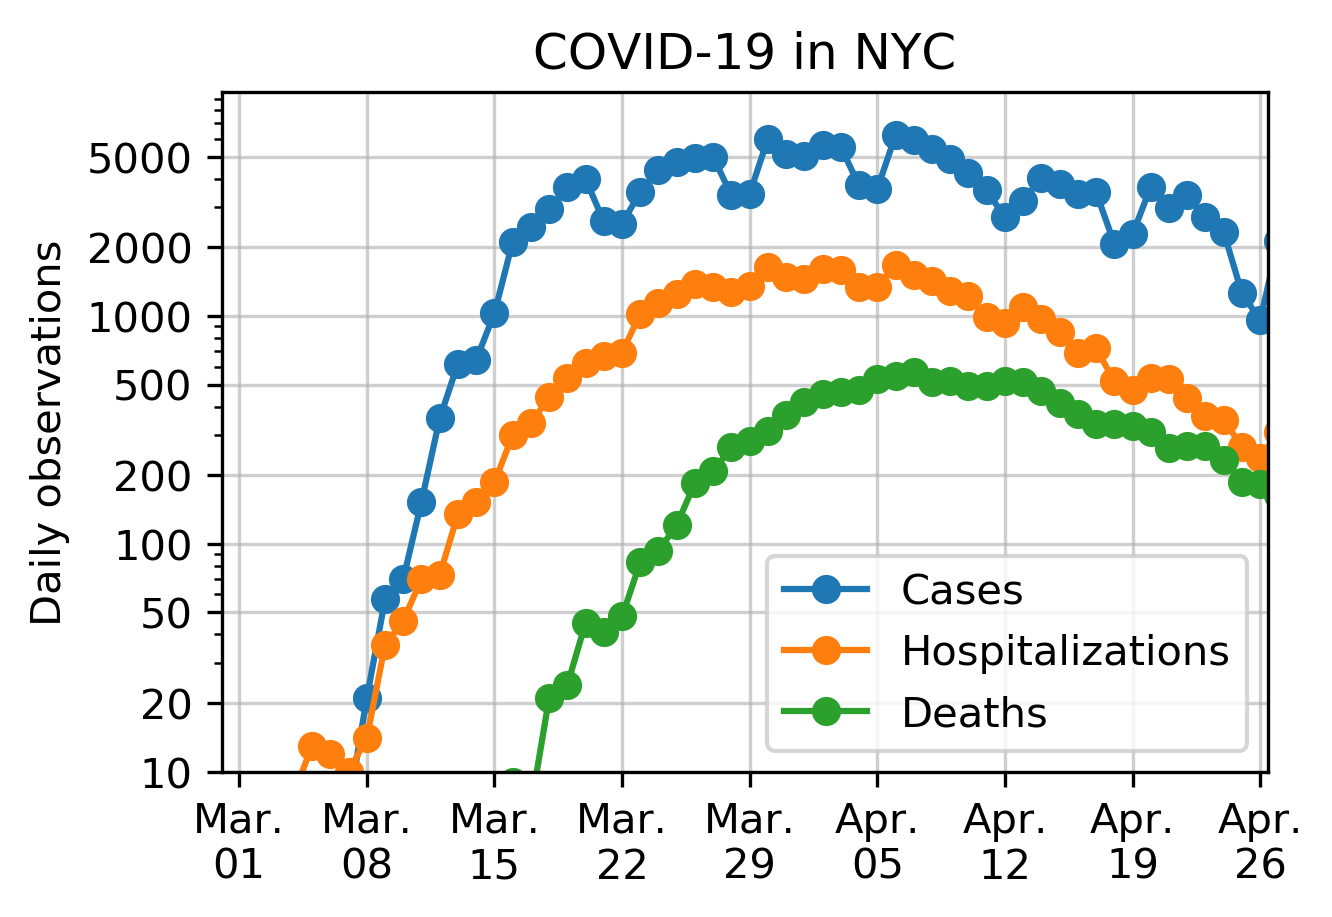 COVID-19 in NYC
Daily observations
5000
2000
1000
500
200
100
50
20
10
Cases
Hospitalizations
Deaths
Mar. Mar. Mar. Mar. Mar. Apr. Apr. Apr. Apr.
01 08 15 22 29 05 12 19 26